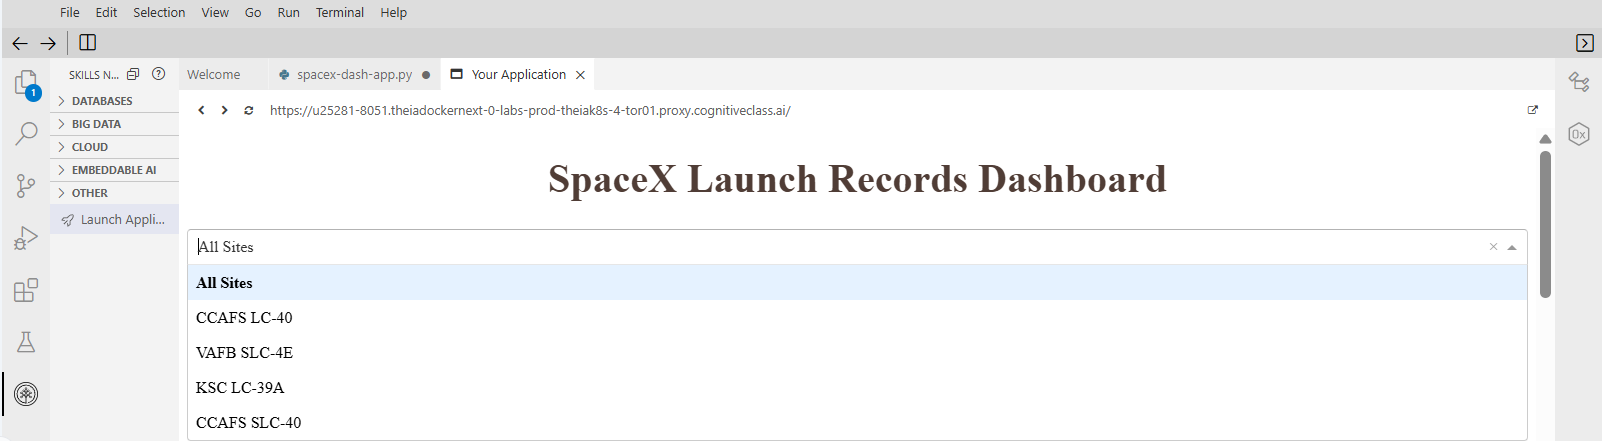 File Edit Selection View Go Run Terminal Help
SKILLS N...
Welcome spacex-dash-app.py Your Application
1
DATABASES
https://u25281-8051.theiadockernext-0-labs-prod-theiak8s-4-tor01.proxy.cognitiveclass.ai/
BIG DATA
0x
CLOUD
EMBEDDABLE AI
SpaceX Launch Records Dashboard
OTHER
Launch Appli...
All Sites
All Sites
CCAFS LC-40
VAFB SLC-4E
KSC LC-39A
CCAFS SLC-40